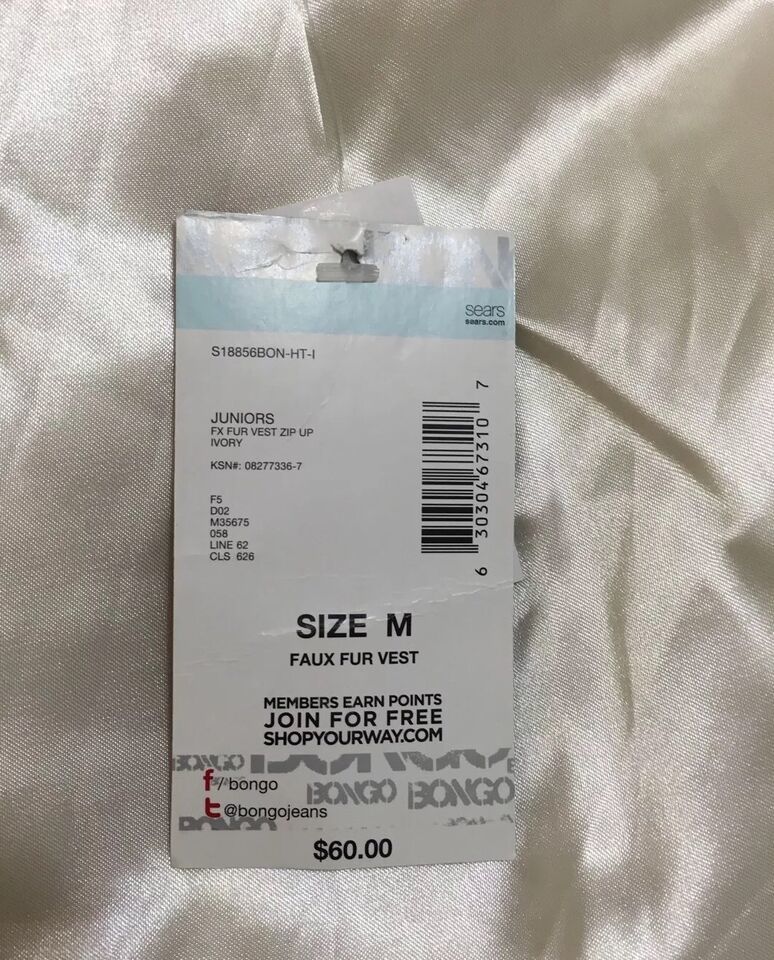 sears
sears.com
S18856BON-HT-I
JUNIORS
FX FUR VEST ZIP UP
IVORY
KSN#: 08277336-7
F5
D02
M35675
058
LINE 62
CLS 626
6 30304 67310 7
SIZE M
FAUX FUR VEST
MEMBERS EARN POINTS
JOIN FOR FREE
SHOPYOURWAY.COM
BONGO
f/bongo
BONGO BONGO
t@bongojeans
BONGO
$60.00